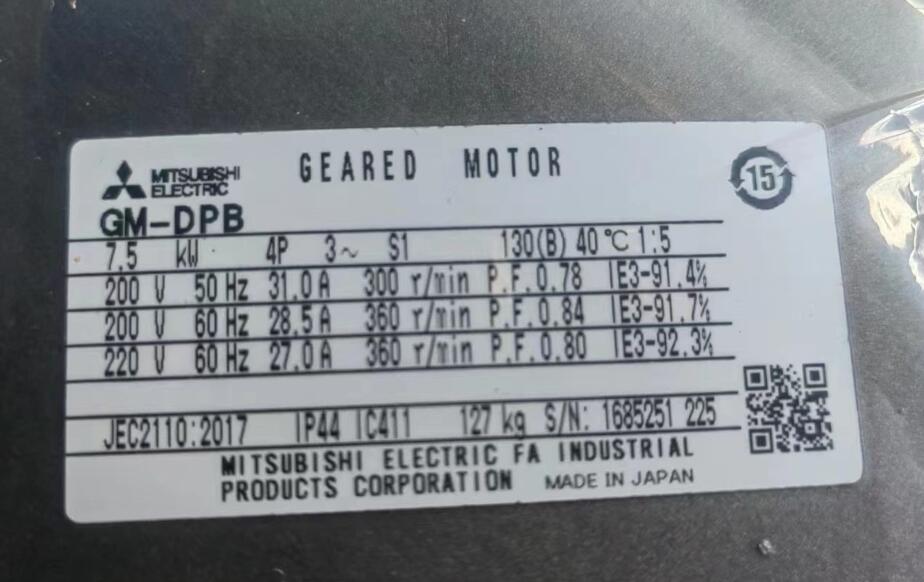 MITSUBISHI ELECTRIC GEARED MOTOR 15
GM-DPB
7.5 kW 4P 3~ S1 130(B) 40℃ 1:5
200 V 50 Hz 31.0A 300 r/min P.F.0.78 IE3-91.4%
200 V 60 Hz 28.5A 360 r/min P.F.0.84 IE3-91.7%
220 V 60 Hz 27.0A 360 r/min P.F.0.80 IE3-92.3%
JEC2110:2017 IP44 IC411 127 kg S/N: 1685251 225
MITSUBISHI ELECTRIC FA INDUSTRIAL
PRODUCTS CORPORATION MADE IN JAPAN